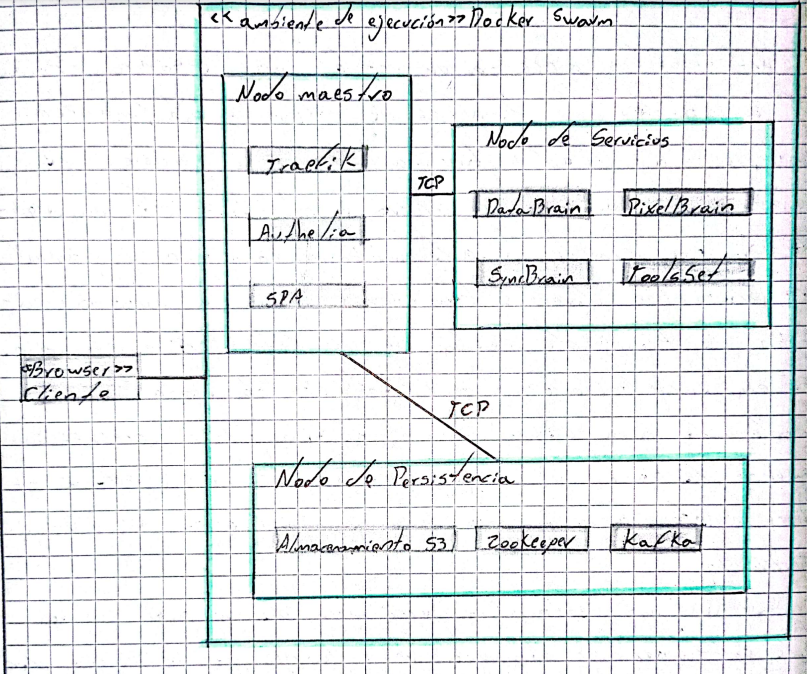 <<ambiente de ejecución>> Docker Swarm
Nodo maestro
Traefik
Authelia
SPA
TCP
Nodo de Servicios
DataBrain
PixelBrain
SyncBrain
ToolsSet
<<Browser>>
Cliente
TCP
Nodo de Persistencia
Almacenamiento S3
Zookeeper
Kafka